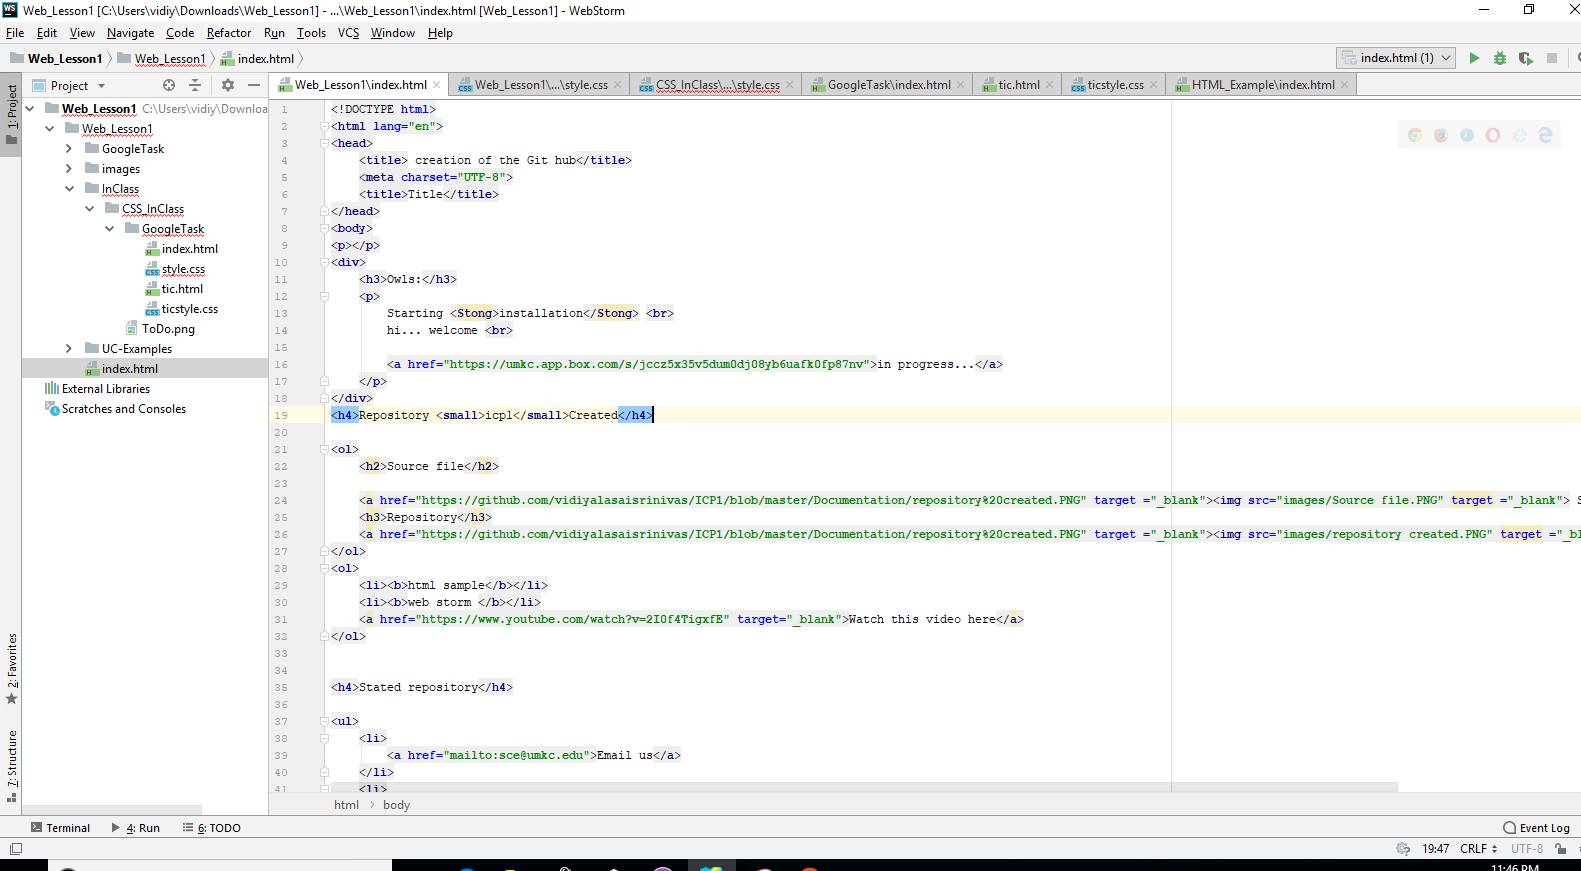 WS Web_Lesson1 [C:\Users\vidiy\Downloads\Web_Lesson1] - ...\Web_Lesson1\index.html [Web_Lesson1] - WebStorm
File Edit View Navigate Code Refactor Run Tools VCS Window Help
Web_Lesson1 Web_Lesson1 index.html index.html (1)
Project Web_Lesson1\index.html Web_Lesson1\...\style.css CSS_InClass\...\style.css GoogleTask\index.html tic.html ticstyle.css HTML_Example\index.html
1: Project
Web_Lesson1 C:\Users\vidiy\Downloa
Web_Lesson1
GoogleTask
images
InClass
CSS_InClass
GoogleTask
index.html
style.css
tic.html
ticstyle.css
ToDo.png
UC-Examples
index.html
External Libraries
Scratches and Consoles
2: Favorites
7: Structure
1 <!DOCTYPE html>
2 <html lang="en">
3 <head>
4 <title> creation of the Git hub</title>
5 <meta charset="UTF-8">
6 <title>Title</title>
7 </head>
8 <body>
9 <p></p>
10 <div>
11 <h3>Owls:</h3>
12 <p>
13 Starting <Stong>installation</Stong> <br>
14 hi... welcome <br>
15
16 <a href="https://umkc.app.box.com/s/jccz5x35v5dum0dj08yb6uafk0fp87nv">in progress...</a>
17 </p>
18 </div>
19 <h4>Repository <small>icp1</small>Created</h4>
20
21 <ol>
22 <h2>Source file</h2>
23
24 <a href="https://github.com/vidiyalasaisrinivas/ICP1/blob/master/Documentation/repository%20created.PNG" target ="_blank"><img src="images/Source file.PNG" target ="_blank"> S
25 <h3>Repository</h3>
26 <a href="https://github.com/vidiyalasaisrinivas/ICP1/blob/master/Documentation/repository%20created.PNG" target ="_blank"><img src="images/repository created.PNG" target ="_bl
27 </ol>
28 <ol>
29 <li><b>html sample</b></li>
30 <li><b>web storm </b></li>
31 <a href="https://www.youtube.com/watch?v=2I0f4TigxfE" target="_blank">Watch this video here</a>
32 </ol>
33
34
35 <h4>Stated repository</h4>
36
37 <ul>
38 <li>
39 <a href="mailto:sce@umkc.edu">Email us</a>
40 </li>
41 <li>
html body
Terminal 4: Run 6: TODO Event Log
19:47 CRLF UTF-8
11:46 PM